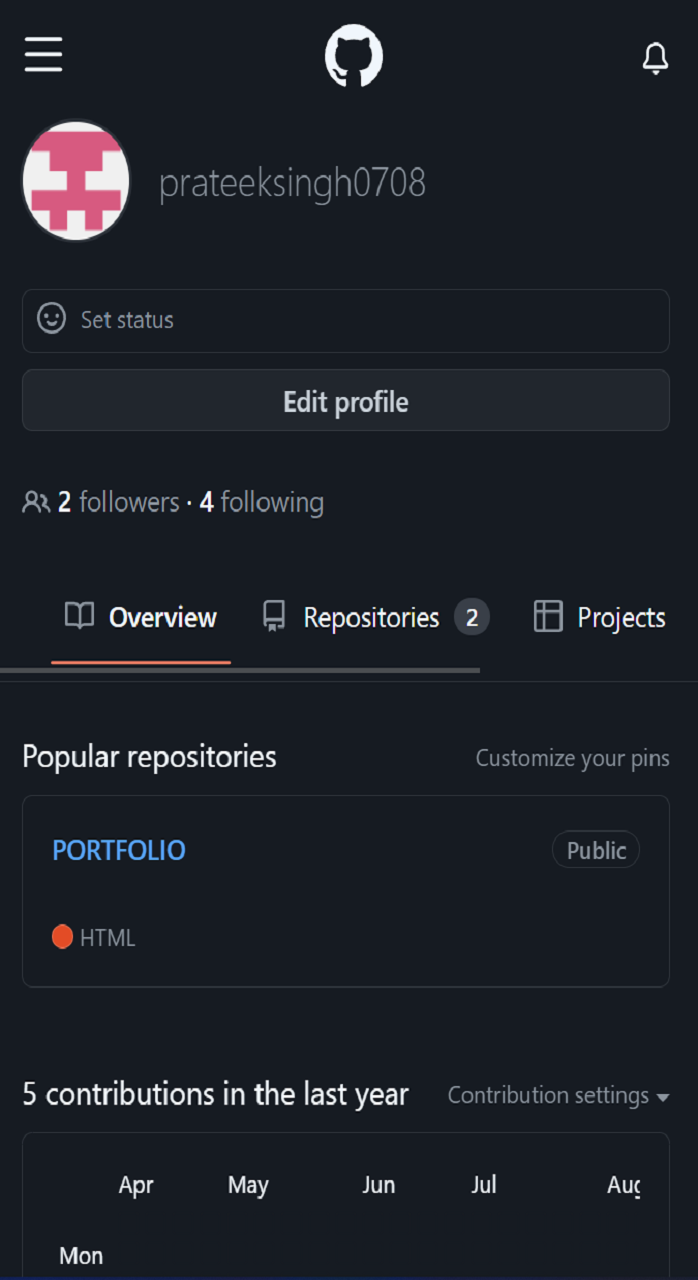 prateeksingh0708
Set status
Edit profile
2 followers · 4 following
Overview Repositories 2 Projects
Popular repositories Customize your pins
PORTFOLIO Public
HTML
5 contributions in the last year Contribution settings
Apr May Jun Jul Aug
Mon